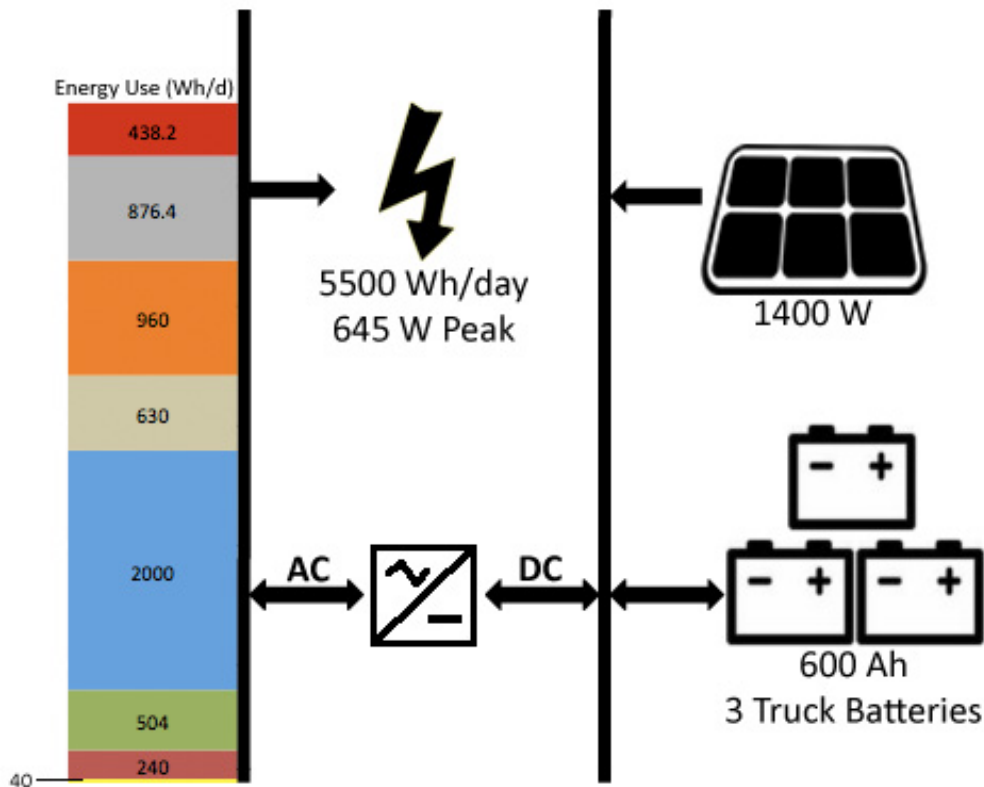 Energy Use (Wh/d)
438.2
876.4
960
630
2000
504
240
40
5500 Wh/day
645 W Peak
1400 W
AC
DC
- +
- +
- +
600 Ah
3 Truck Batteries